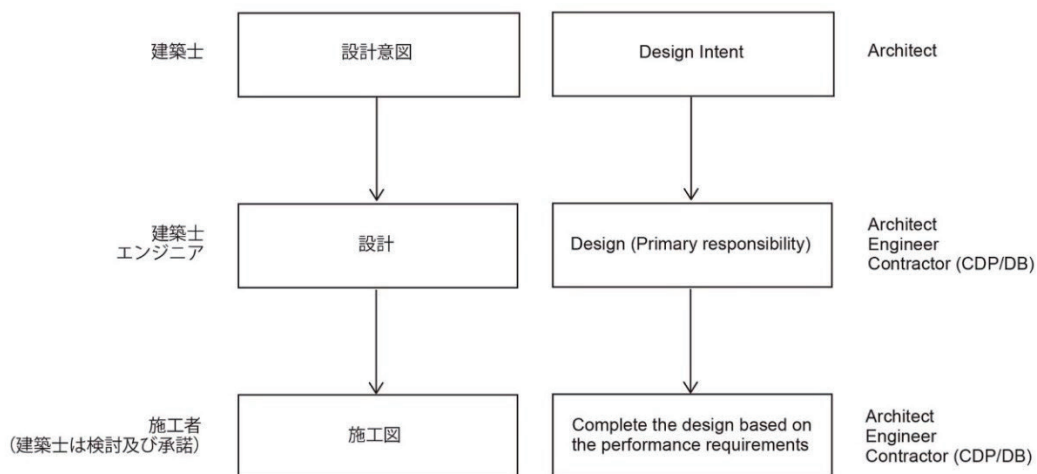 建築士
設計意図
Design Intent
Architect
建築士
エンジニア
設計
Design (Primary responsibility)
Architect
Engineer
Contractor (CDP/DB)
施工者
(建築士は検討及び承諾)
施工図
Complete the design based on
the performance requirements
Architect
Engineer
Contractor (CDP/DB)